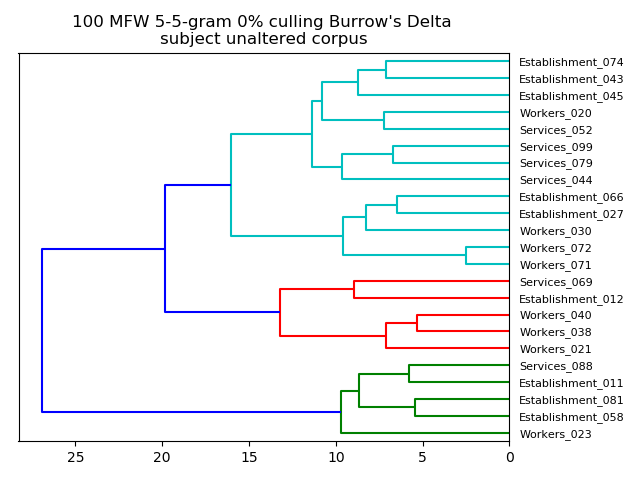 100 MFW 5-5-gram 0% culling Burrow's Delta
subject unaltered corpus
Establishment_074
Establishment_043
Establishment_045
Workers_020
Services_052
Services_099
Services_079
Services_044
Establishment_066
Establishment_027
Workers_030
Workers_072
Workers_071
Services_069
Establishment_012
Workers_040
Workers_038
Workers_021
Services_088
Establishment_011
Establishment_081
Establishment_058
Workers_023
25 20 15 10 5 0